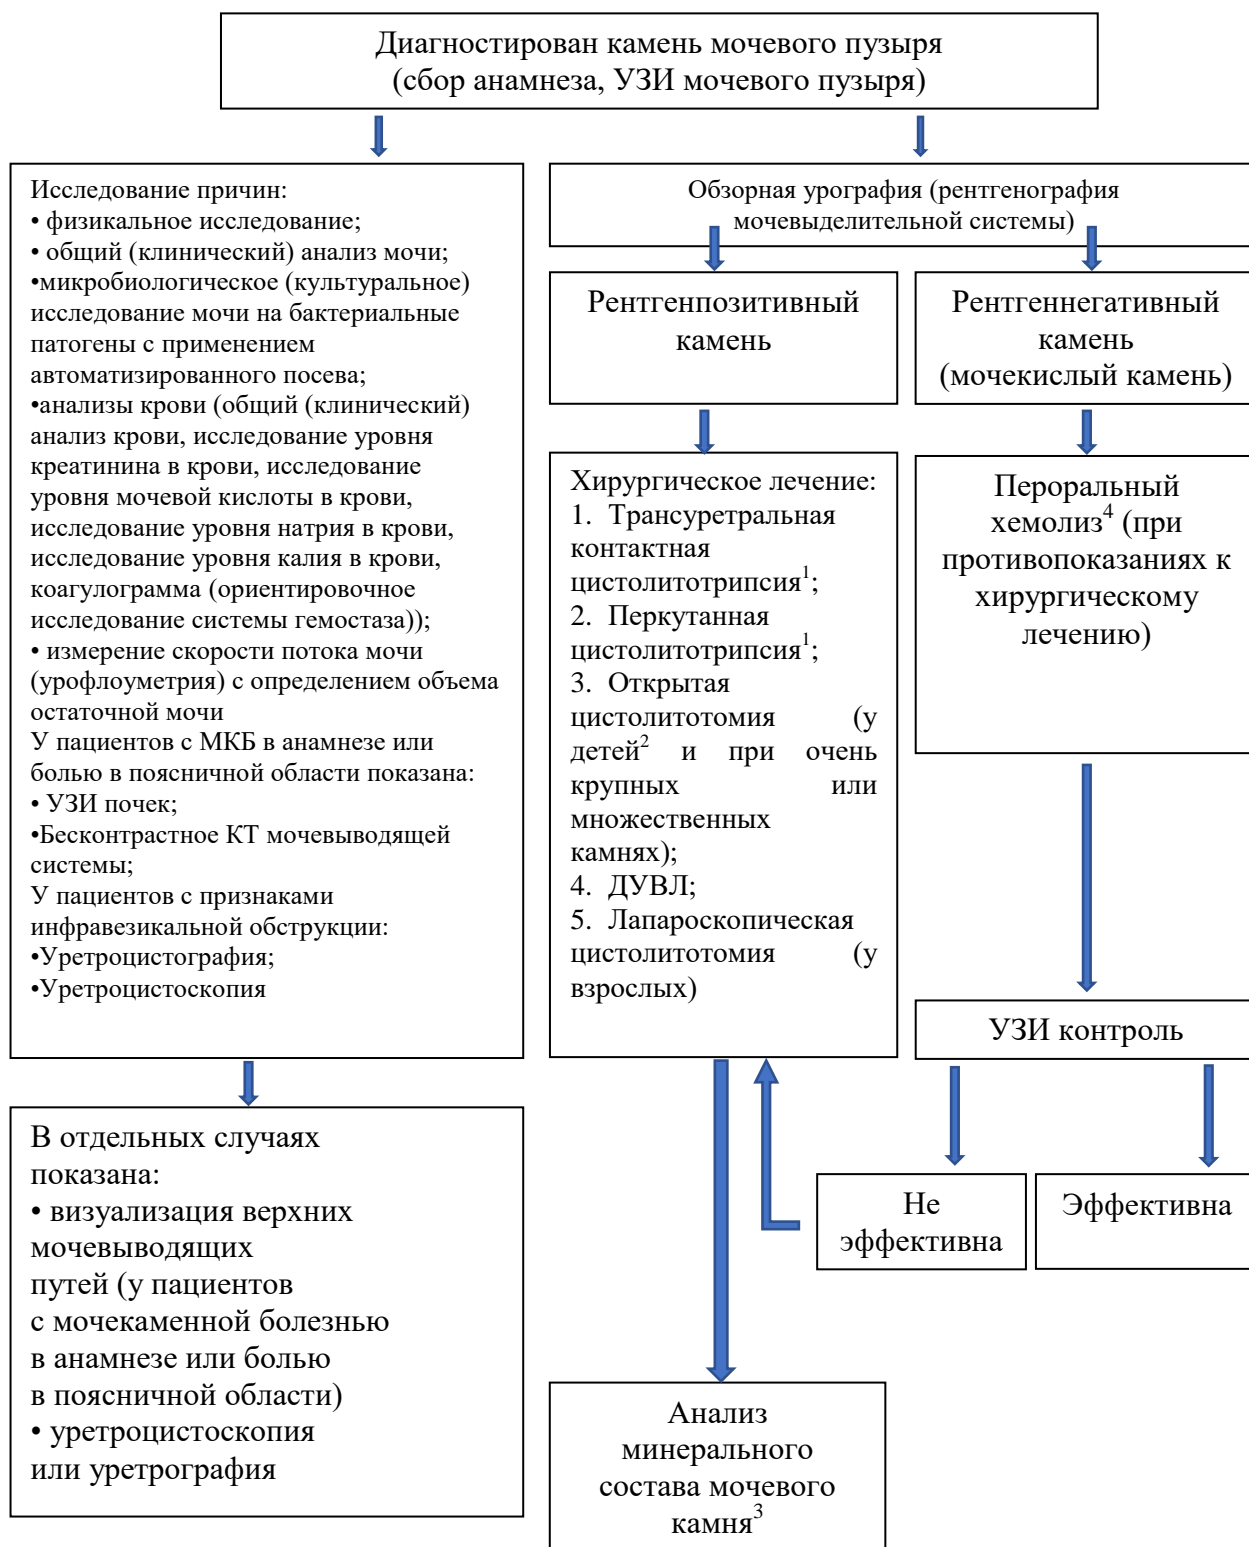 Диагностирован камень мочевого пузыря
(сбор анамнеза, УЗИ мочевого пузыря)
Исследование причин:
• физикальное исследование;
• общий (клинический) анализ мочи;
•микробиологическое (культуральное)
исследование мочи на бактериальные
патогены с применением
автоматизированного посева;
•анализы крови (общий (клинический)
анализ крови, исследование уровня
креатинина в крови, исследование
уровня мочевой кислоты в крови,
исследование уровня натрия в крови,
исследование уровня калия в крови,
коагулограмма (ориентировочное
исследование системы гемостаза));
• измерение скорости потока мочи
(урофлоуметрия) с определением объема
остаточной мочи
У пациентов с МКБ в анамнезе или
болью в поясничной области показана:
• УЗИ почек;
•Бесконтрастное КТ мочевыводящей
системы;
У пациентов с признаками
инфравезикальной обструкции:
•Уретроцистография;
•Уретроцистоскопия
В отдельных случаях
показана:
• визуализация верхних
мочевыводящих
путей (у пациентов
с мочекаменной болезнью
в анамнезе или болью
в поясничной области)
• уретроцистоскопия
или уретрография
Обзорная урография (рентгенография
мочевыделительной системы)
Рентгенпозитивный
камень
Хирургическое лечение:
1. Трансуретральная
контактная
цистолитотрипсия¹;
2. Перкутанная
цистолитотрипсия¹;
3. Открытая
цистолитотомия (у
детей² и при очень
крупных или
множественных
камнях);
4. ДУВЛ;
5. Лапароскопическая
цистолитотомия (у
взрослых)
Рентгеннегативный
камень
(мочекислый камень)
Пероральный
хемолиз⁴ (при
противопоказаниях к
хирургическому
лечению)
УЗИ контроль
Не
эффективна
Эффективна
Анализ
минерального
состава мочевого
камня³